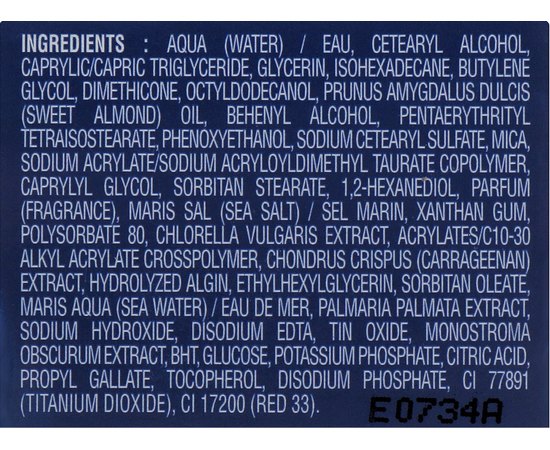 INGREDIENTS : AQUA (WATER) / EAU, CETEARYL ALCOHOL,
CAPRYLIC/CAPRIC TRIGLYCERIDE, GLYCERIN, ISOHEXADECANE, BUTYLENE
GLYCOL, DIMETHICONE, OCTYLDODECANOL, PRUNUS AMYGDALUS DULCIS
(SWEET ALMOND) OIL, BEHENYL ALCOHOL, PENTAERYTHRITYL
TETRAISOSTEARATE, PHENOXYETHANOL, SODIUM CETEARYL SULFATE, MICA,
SODIUM ACRYLATE/SODIUM ACRYLOYLDIMETHYL TAURATE COPOLYMER,
CAPRYLYL GLYCOL, SORBITAN STEARATE, 1,2-HEXANEDIOL, PARFUM
(FRAGRANCE), MARIS SAL (SEA SALT) / SEL MARIN, XANTHAN GUM,
POLYSORBATE 80, CHLORELLA VULGARIS EXTRACT, ACRYLATES/C10-30
ALKYL ACRYLATE CROSSPOLYMER, CHONDRUS CRISPUS (CARRAGEENAN)
EXTRACT, HYDROLYZED ALGIN, ETHYLHEXYLGLYCERIN, SORBITAN OLEATE,
MARIS AQUA (SEA WATER) / EAU DE MER, PALMARIA PALMATA EXTRACT,
SODIUM HYDROXIDE, DISODIUM EDTA, TIN OXIDE, MONOSTROMA
OBSCURUM EXTRACT, BHT, GLUCOSE, POTASSIUM PHOSPHATE, CITRIC ACID,
PROPYL GALLATE, TOCOPHEROL, DISODIUM PHOSPHATE, CI 77891
(TITANIUM DIOXIDE), CI 17200 (RED 33).
E0734A